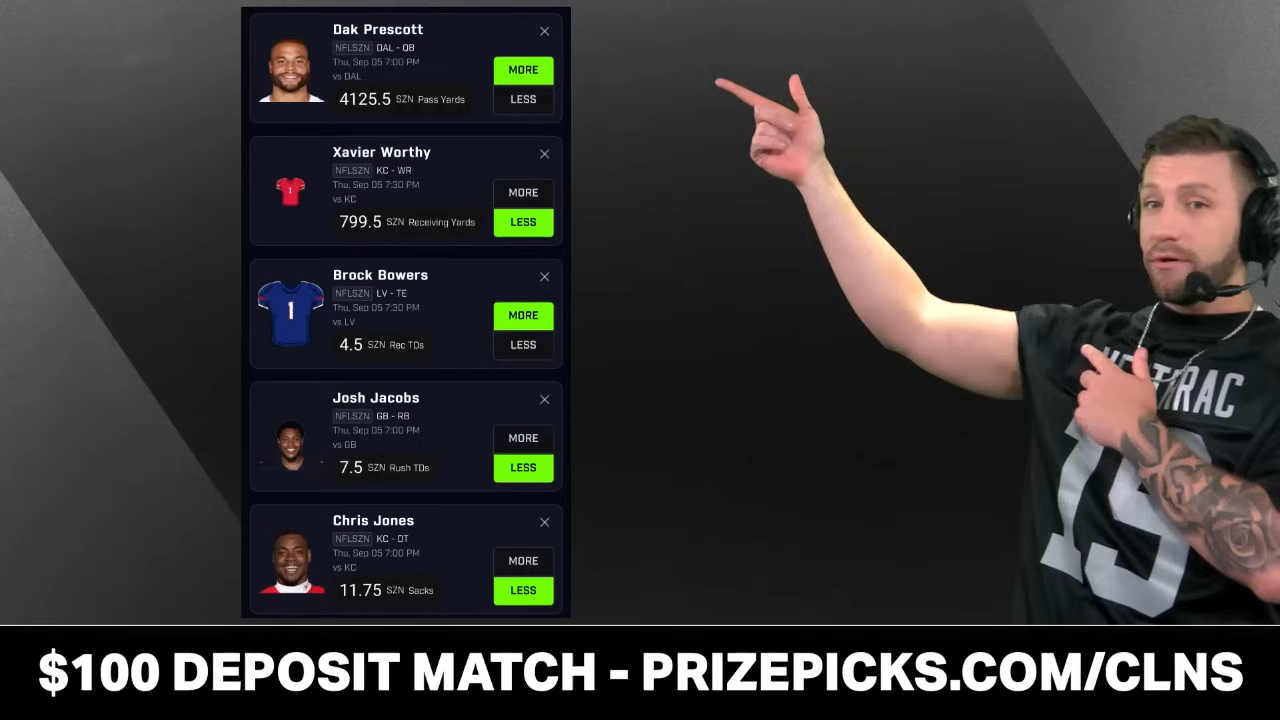 Dak Prescott
NFLSZN DAL - QB
Thu, Sep 05 7:00 PM
vs DAL
4125.5 SZN Pass Yards
MORE
LESS
Xavier Worthy
NFLSZN KC - WR
Thu, Sep 05 7:30 PM
vs KC
799.5 SZN Receiving Yards
MORE
LESS
Brock Bowers
NFLSZN LV - TE
Thu, Sep 05 7:30 PM
vs LV
4.5 SZN Rec TDs
MORE
LESS
1
1
Josh Jacobs
NFLSZN GB - RB
Thu, Sep 05 7:00 PM
vs GB
7.5 SZN Rush TDs
MORE
LESS
Chris Jones
NFLSZN KC - DT
Thu, Sep 05 7:00 PM
vs KC
11.75 SZN Sacks
MORE
LESS
15
$100 DEPOSIT MATCH - PRIZEPICKS.COM/CLNS